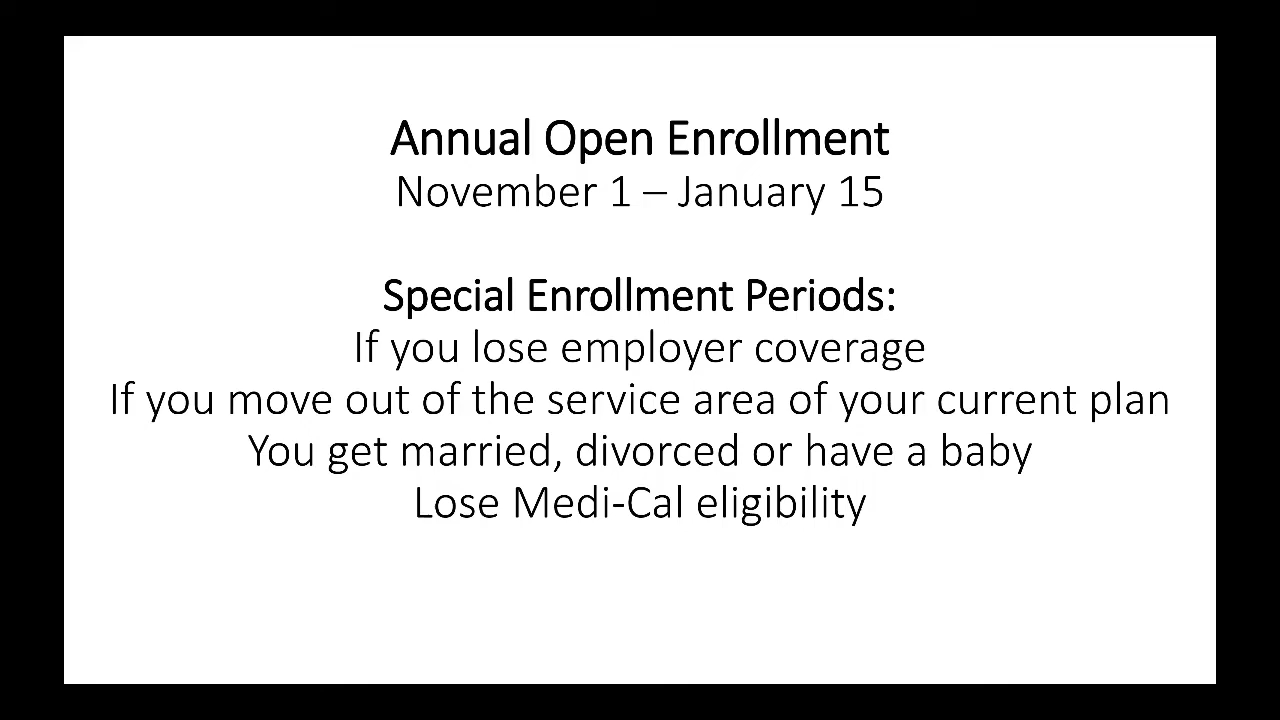 Annual Open Enrollment
November 1 – January 15
Special Enrollment Periods:
If you lose employer coverage
If you move out of the service area of your current plan
You get married, divorced or have a baby
Lose Medi-Cal eligibility